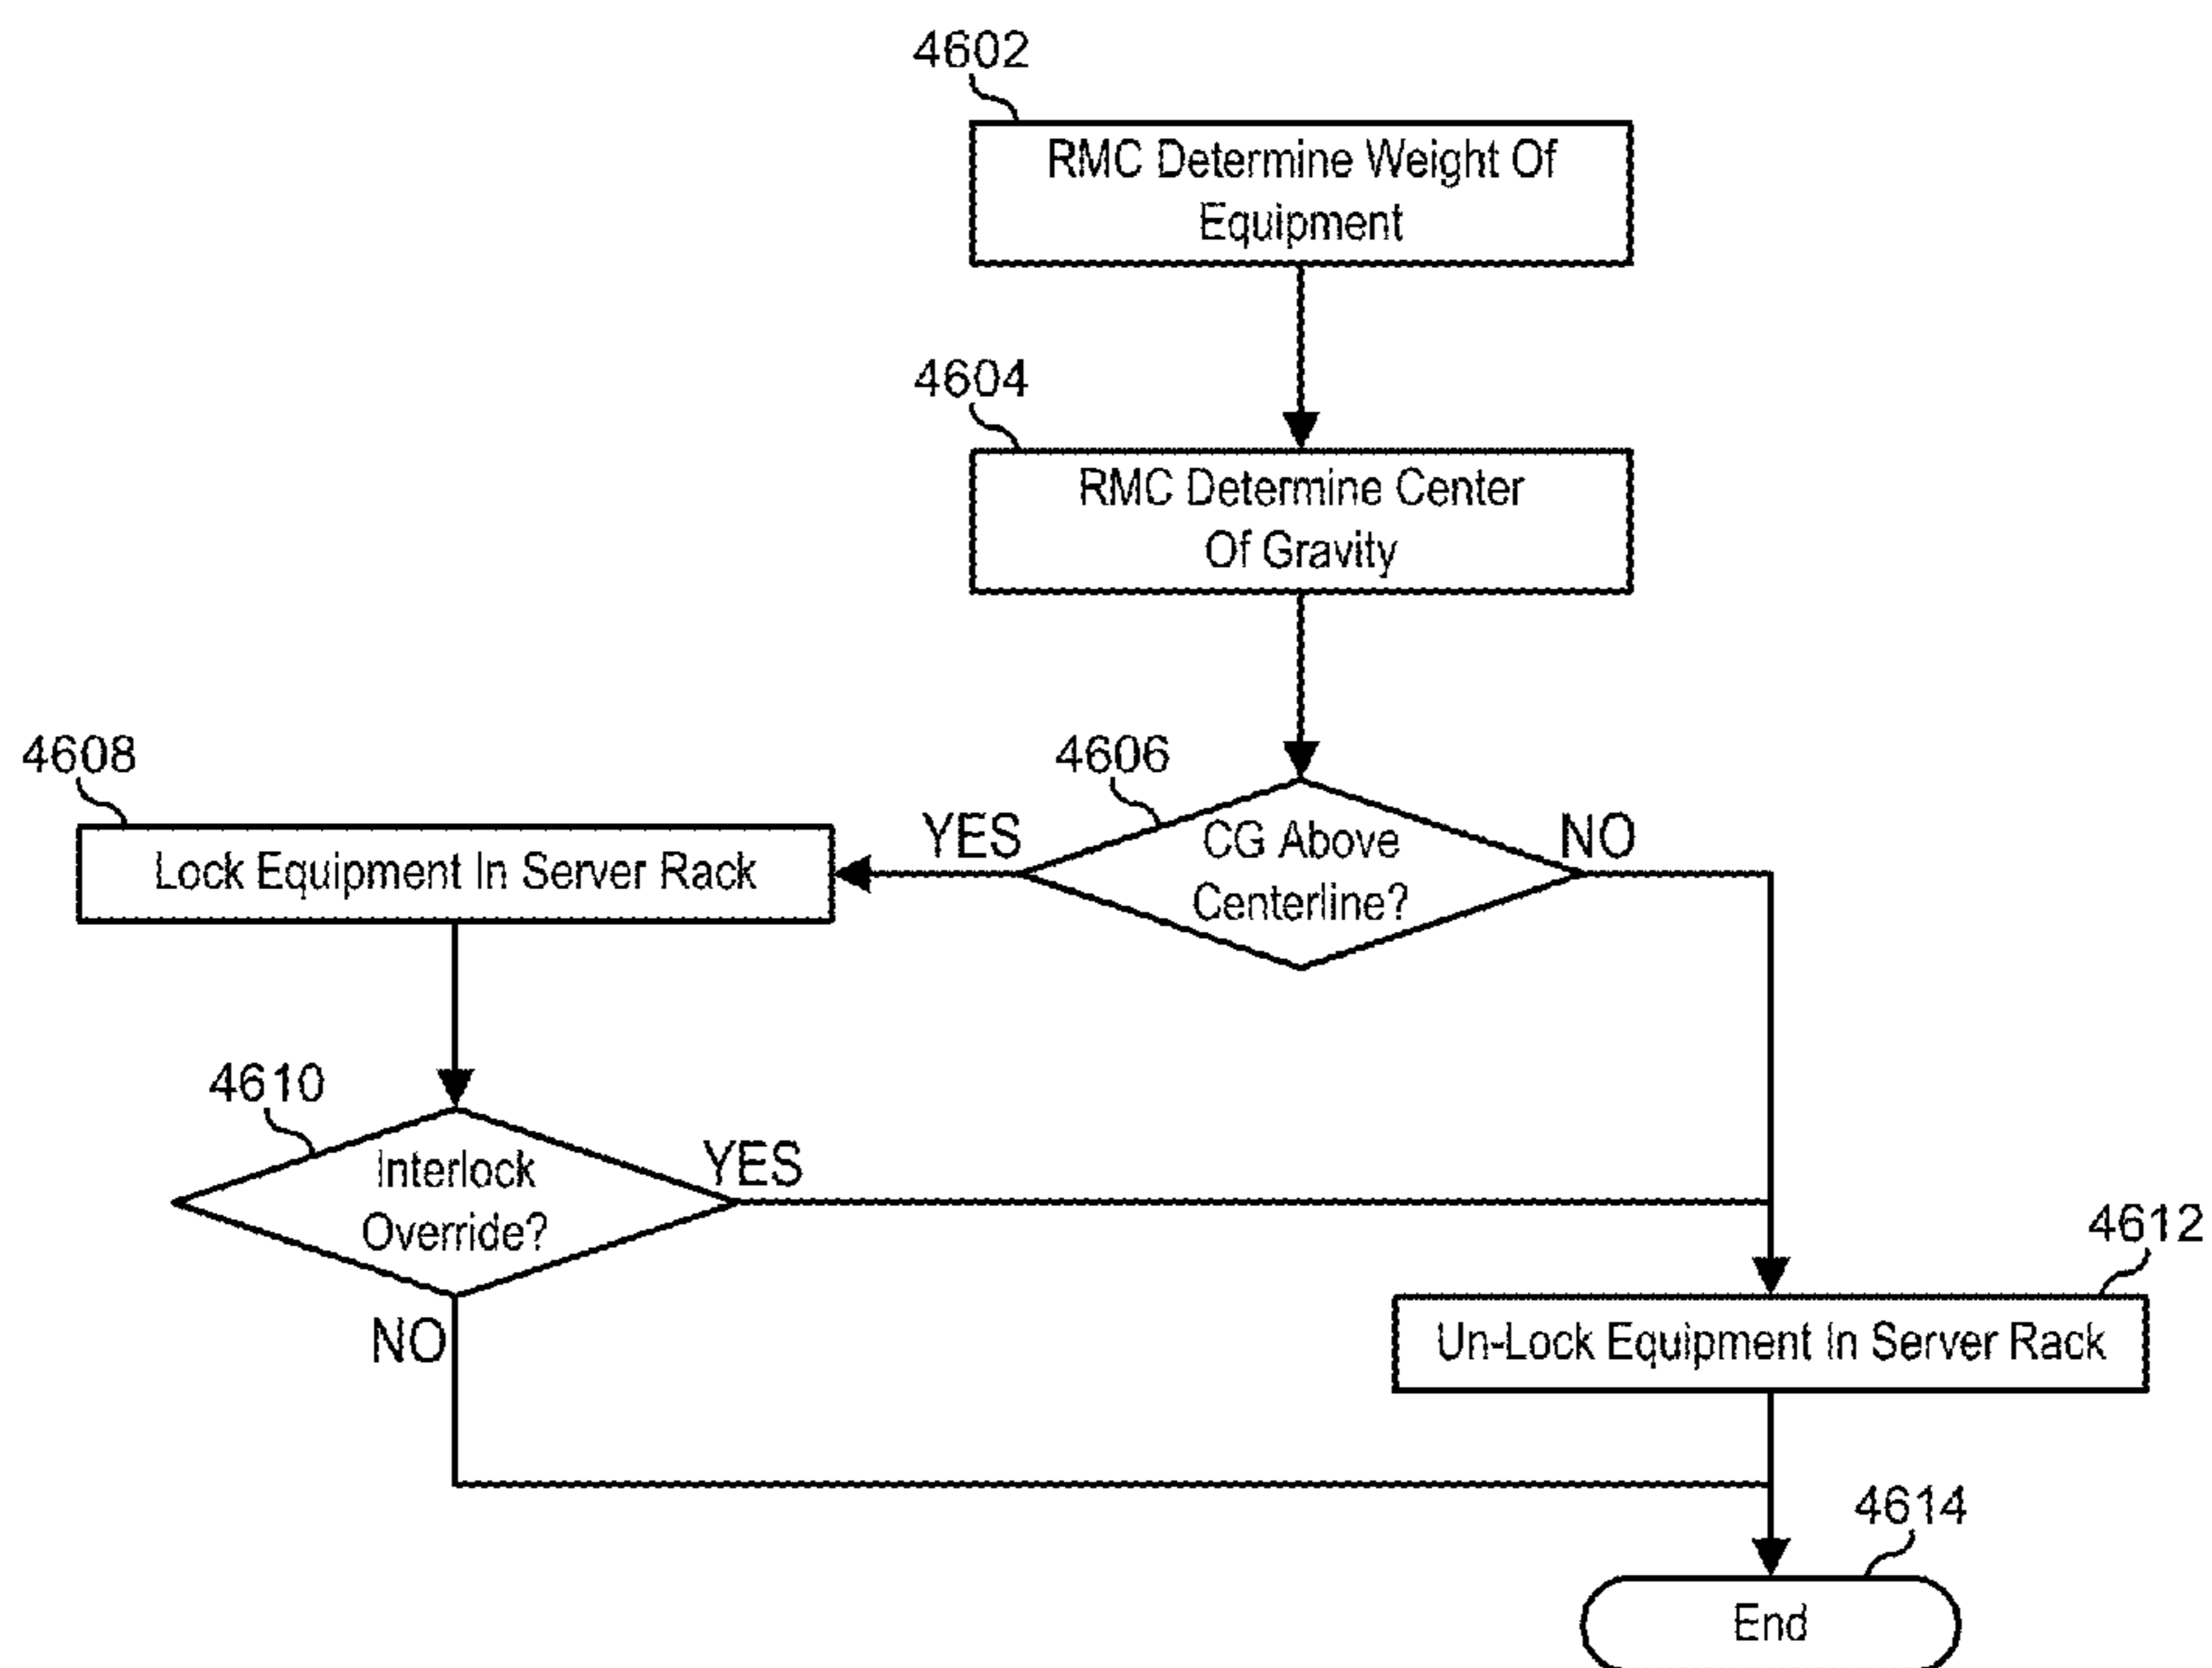 4602
RMC Determine Weight Of
Equipment
4604
RMC Determine Center
Of Gravity
4606
CG Above
Centerline?
YES
NO
4608
Lock Equipment In Server Rack
4610
Interlock
Override?
YES
NO
4612
Un-Lock Equipment In Server Rack
4614
End